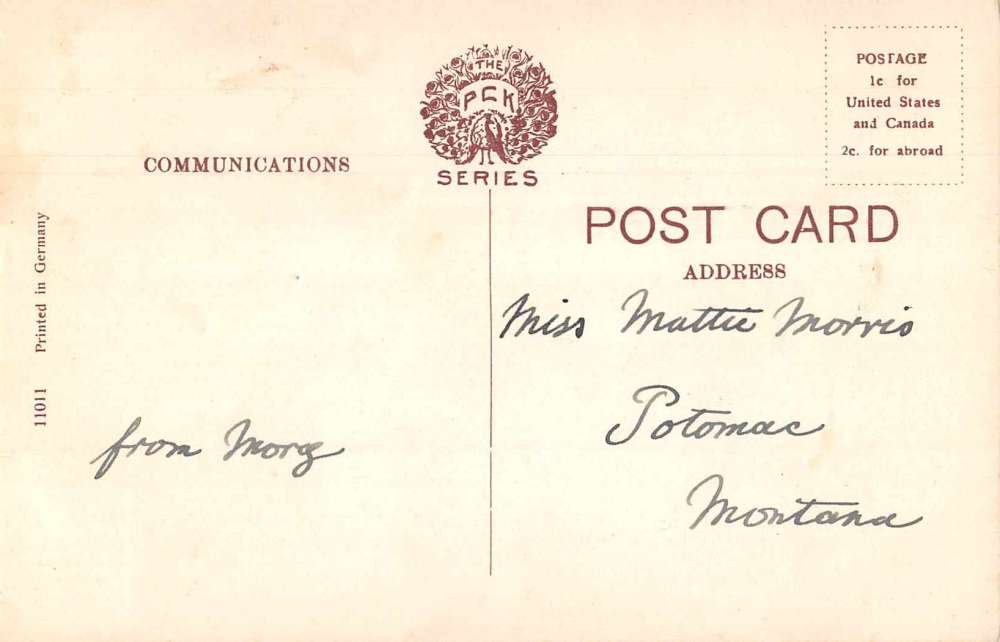 THE
PCK
SERIES
COMMUNICATIONS
POSTAGE
1c for
United States
and Canada
2c. for abroad
POST CARD
ADDRESS
Miss Mattie Morris
Potomac
Montana
from Morg
11011 Printed in Germany